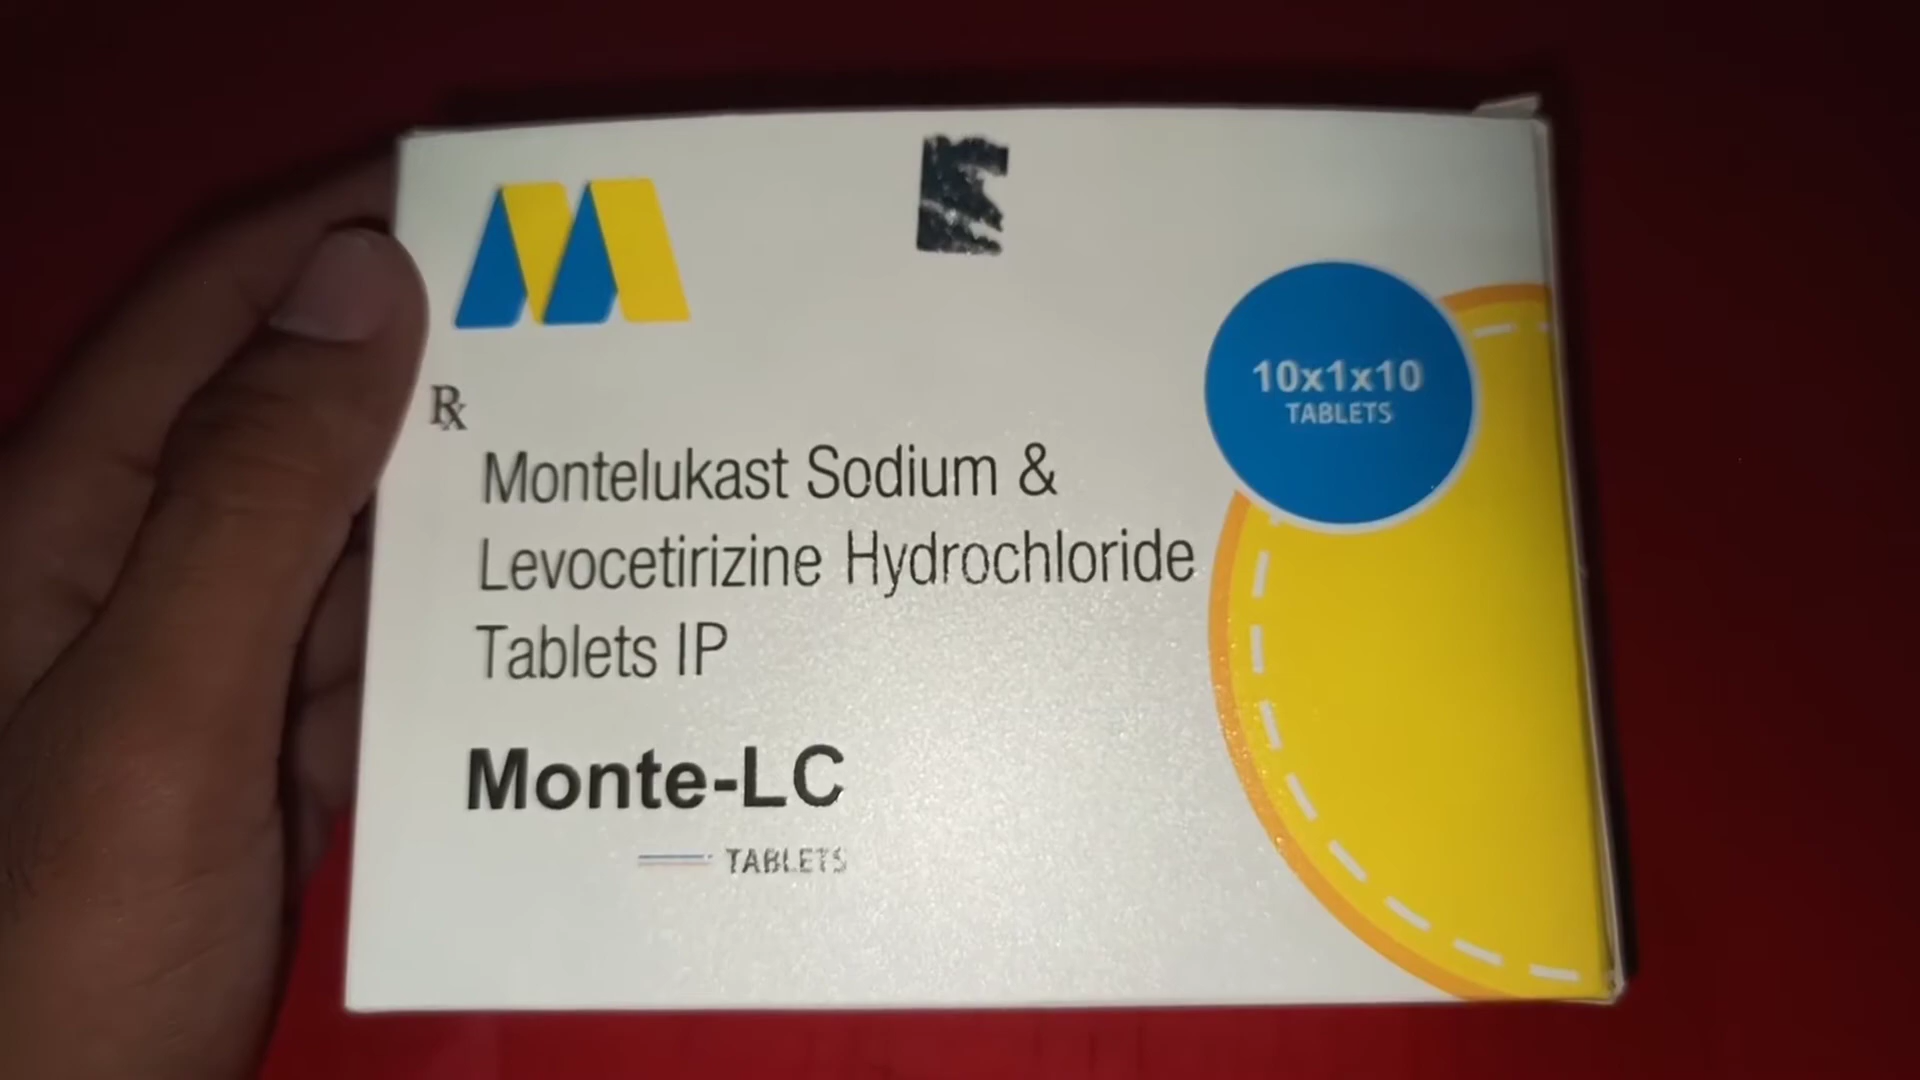 Rx
10x1x10
TABLETS
Montelukast Sodium &
Levocetirizine Hydrochloride
Tablets IP
Monte-LC
TABLETS